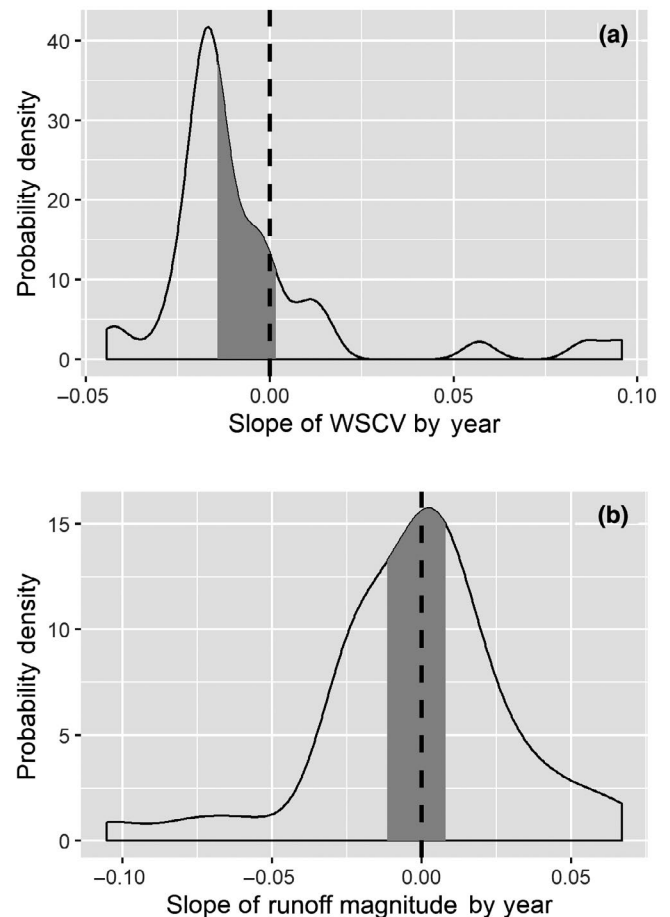 (a)
Probability density
40
30
20
10
0
−0.05
0.00
0.05
0.10
Slope of WSCV by year
(b)
Probability density
15
10
5
0
−0.10
−0.05
0.00
0.05
Slope of runoff magnitude by year